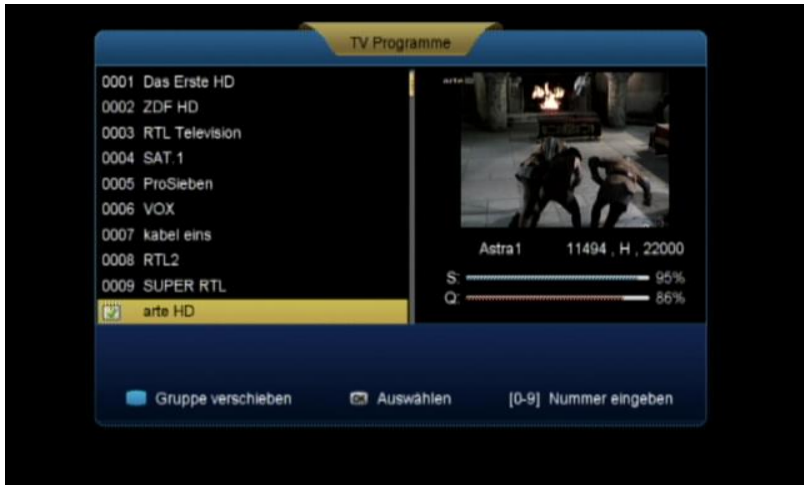 TV Programme
0001 Das Erste HD
0002 ZDF HD
0003 RTL Television
0004 SAT.1
0005 ProSieben
0006 VOX
0007 kabel eins
0008 RTL2
0009 SUPER RTL
arte HD
arte
Astra1 11494 , H , 22000
S: 95%
Q: 86%
Gruppe verschieben OK Auswählen [0-9] Nummer eingeben